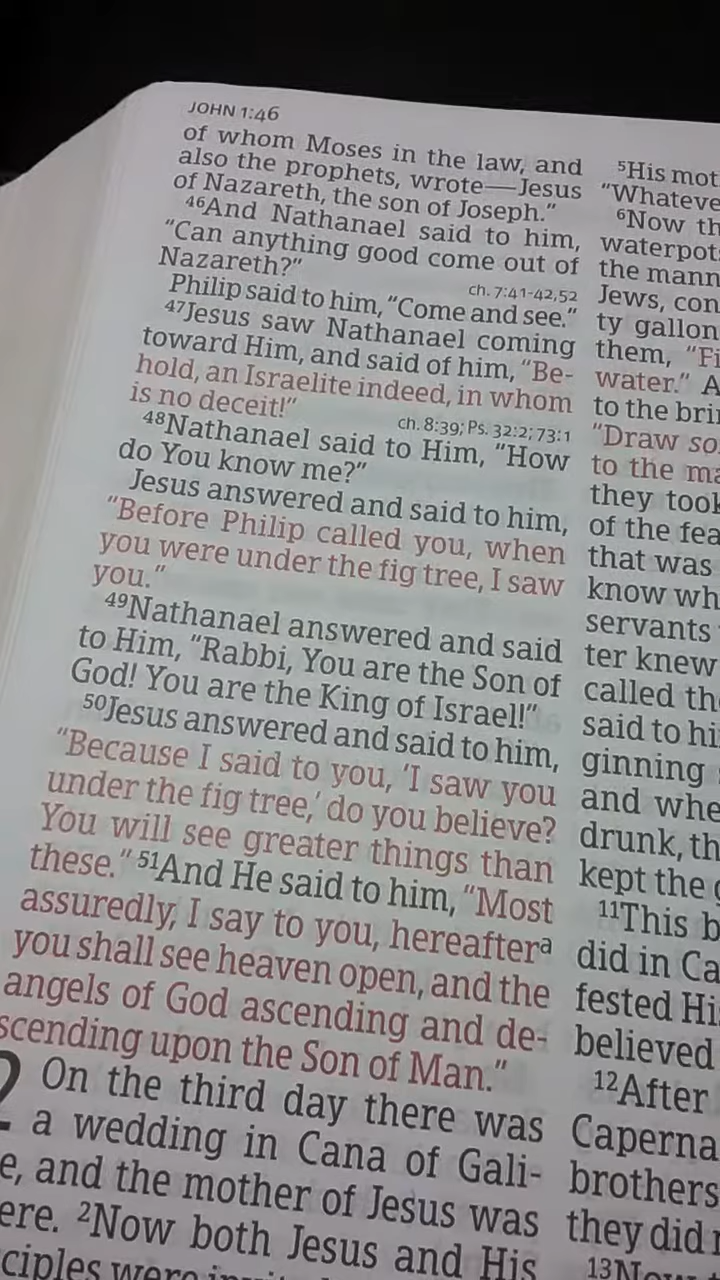 JOHN 1:46
of whom Moses in the law, and
also the prophets, wrote—Jesus
of Nazareth, the son of Joseph.”
46And Nathanael said to him,
“Can anything good come out of
Nazareth?”
ch. 7:41-42,52
Philip said to him, “Come and see.”
47Jesus saw Nathanael coming
toward Him, and said of him, “Be-
hold, an Israelite indeed, in whom
is no deceit!”
ch. 8:39; Ps. 32:2; 73:1
48Nathanael said to Him, “How
do You know me?”
Jesus answered and said to him,
“Before Philip called you, when
you were under the fig tree, I saw
you.”
49Nathanael answered and said
to Him, “Rabbi, You are the Son of
God! You are the King of Israel!”
50Jesus answered and said to him,
“Because I said to you, ‘I saw you
under the fig tree,’ do you believe?
You will see greater things than
these.” 51And He said to him, “Most
assuredly, I say to you, hereaftera
you shall see heaven open, and the
angels of God ascending and de-
scending upon the Son of Man.”
2 On the third day there was
a wedding in Cana of Gali-
e, and the mother of Jesus was
ere. 2Now both Jesus and His
ciples were
5His mot
“Whateve
6Now th
waterpot
the mann
Jews, con
ty gallon
them, “Fi
water.” A
to the bri
“Draw so
to the ma
they took
of the fea
that was
know wh
servants
ter knew
called th
said to hi
ginning
and whe
drunk, th
kept the g
11This b
did in Ca
fested Hi
believed
12After
Caperna
brothers
they did n
13Now